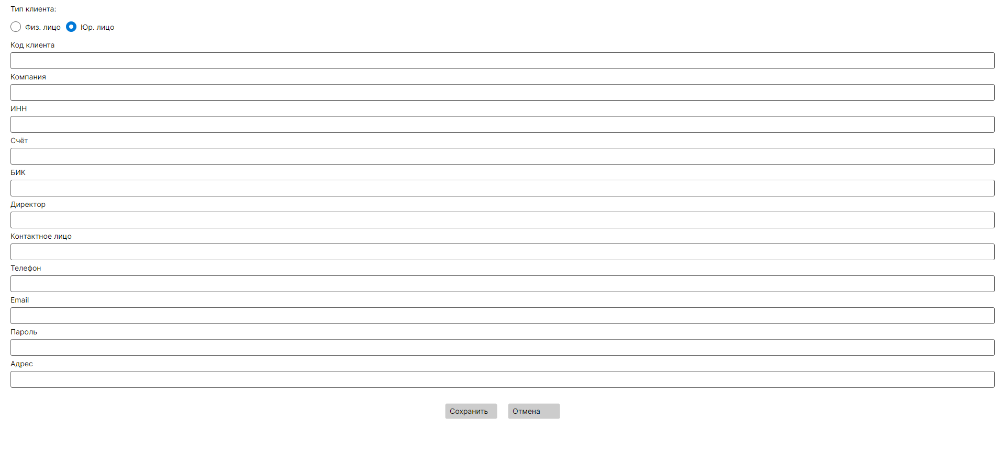 Тип клиента:
Физ. лицо Юр. лицо
Код клиента
Компания
ИНН
Счёт
БИК
Директор
Контактное лицо
Телефон
Email
Пароль
Адрес
Сохранить Отмена